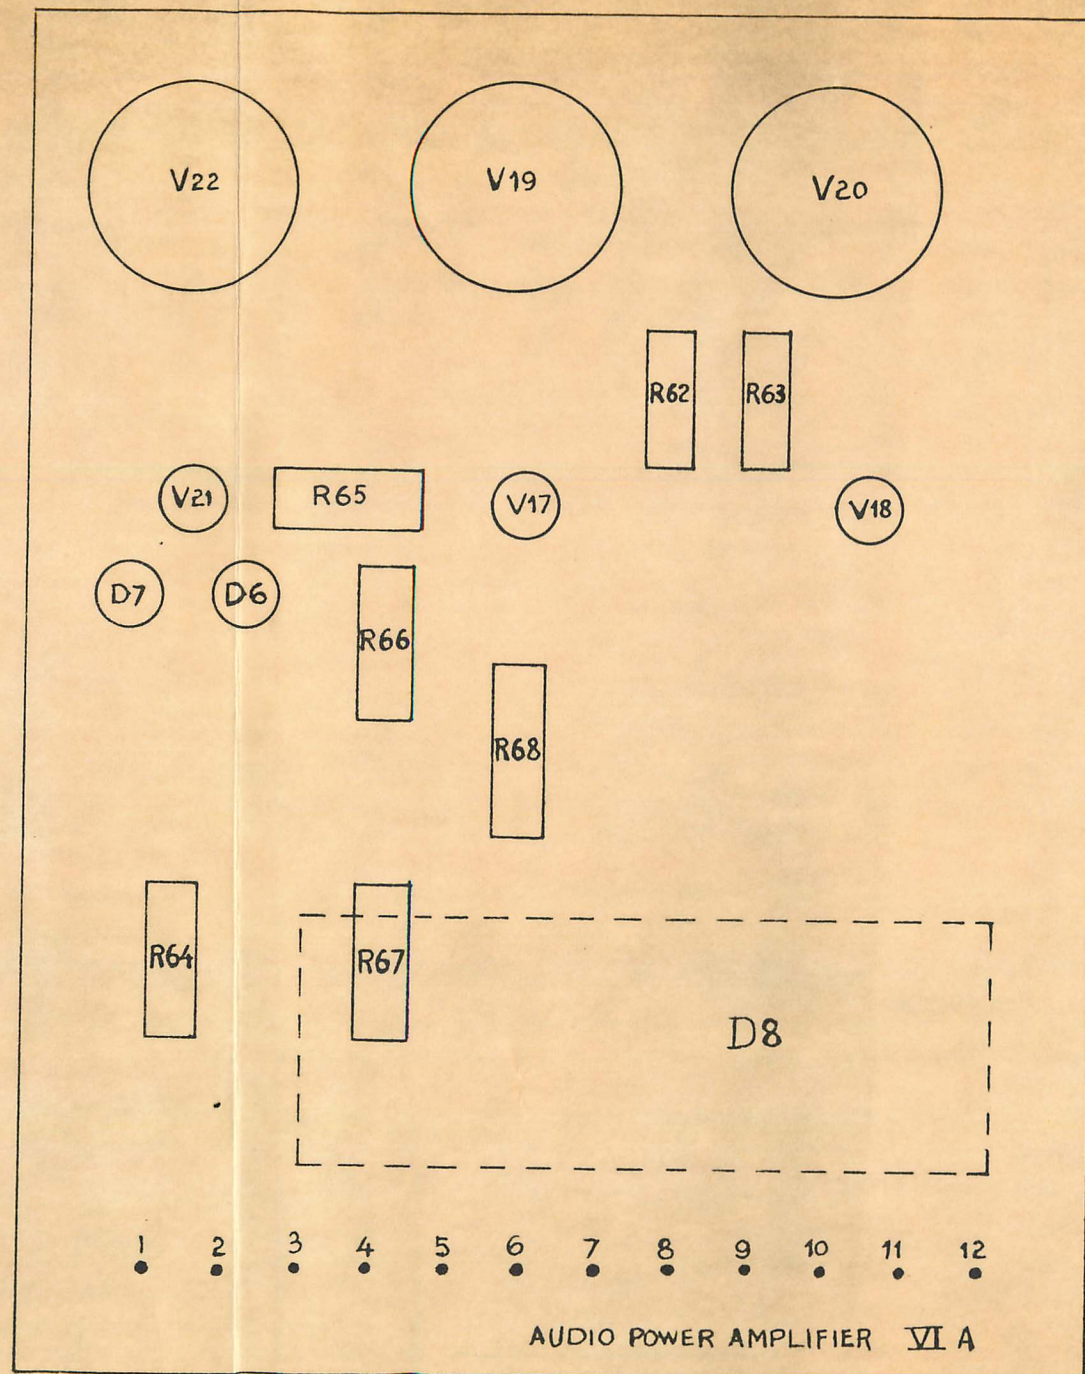 V22 V19 V20
R62 R63
V21 R65 V17 V18
D7 D6
R66
R68
R64 R67
D8
1 2 3 4 5 6 7 8 9 10 11 12
AUDIO POWER AMPLIFIER VI A